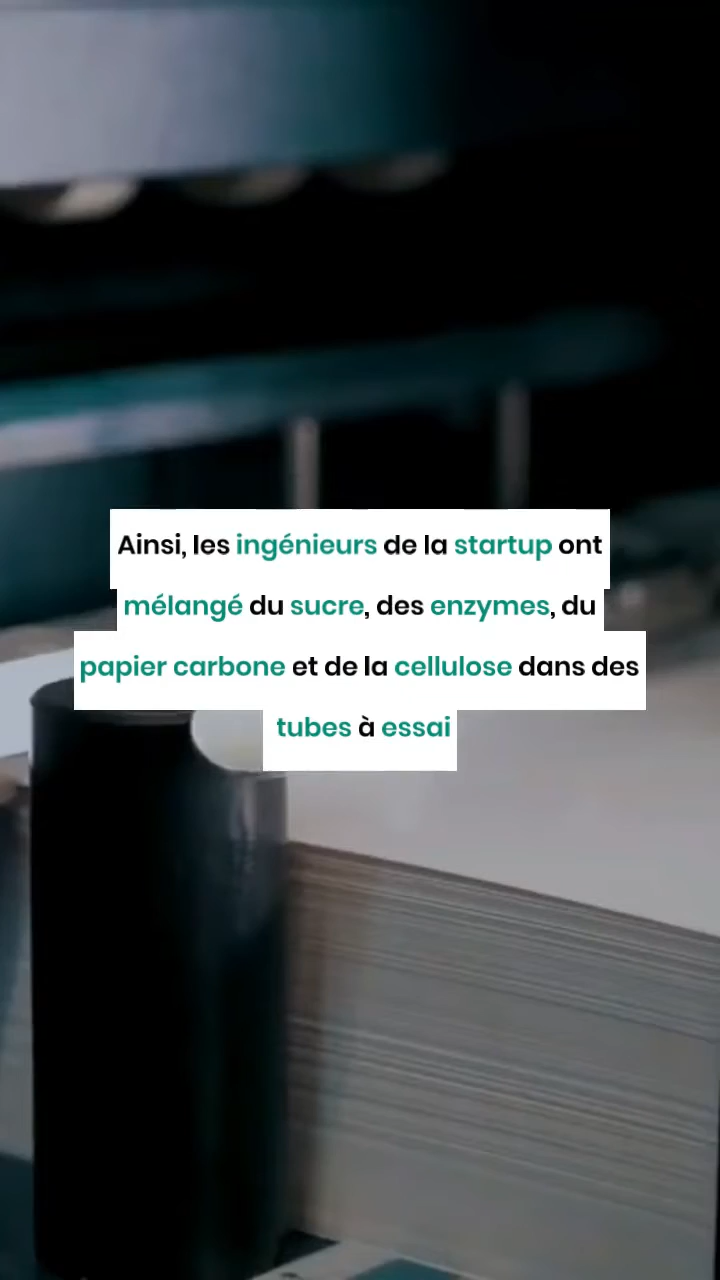 Ainsi, les ingénieurs de la startup ont
mélangé du sucre, des enzymes, du
papier carbone et de la cellulose dans des
tubes à essai